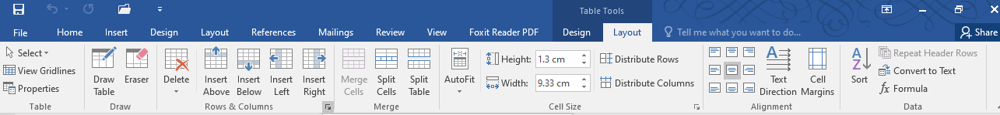 Table Tools
File Home Insert Design Layout References Mailings Review View Foxit Reader PDF Design Layout Tell me what you want to do... Share
Select
View Gridlines
Properties
Table
Draw
Table
Eraser
Draw
Delete
Insert
Above
Insert
Below
Insert
Left
Insert
Right
Rows & Columns
Merge
Cells
Split
Cells
Split
Table
Merge
AutoFit
Height: 1.3 cm
Width: 9.33 cm
Distribute Rows
Distribute Columns
Cell Size
Text
Direction
Cell
Margins
Alignment
A
Z
Sort
Repeat Header Rows
Convert to Text
fx Formula
Data